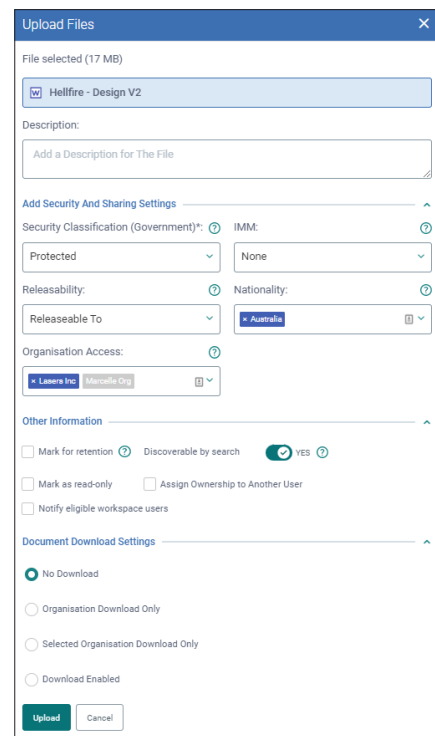 Upload Files
File selected (17 MB)
Hellfire - Design V2
Description:
Add a Description for The File
Add Security And Sharing Settings
Security Classification (Government)*: IMM:
Protected None
Releasability: Nationality:
Releaseable To × Australia
Organisation Access:
× Lasers Inc Marcelle Org
Other Information
Mark for retention Discoverable by search YES
Mark as read-only Assign Ownership to Another User
Notify eligible workspace users
Document Download Settings
No Download
Organisation Download Only
Selected Organisation Download Only
Download Enabled
Upload Cancel